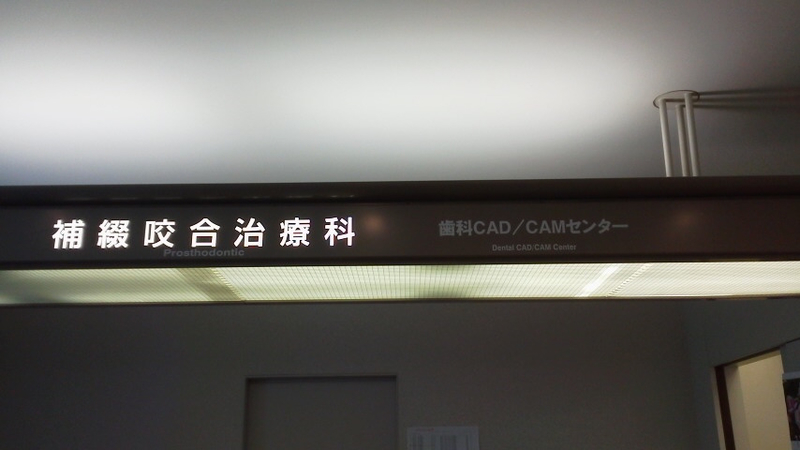 補綴咬合治療科
Prosthodontic
歯科CAD／CAMセンター
Dental CAD/CAM Center